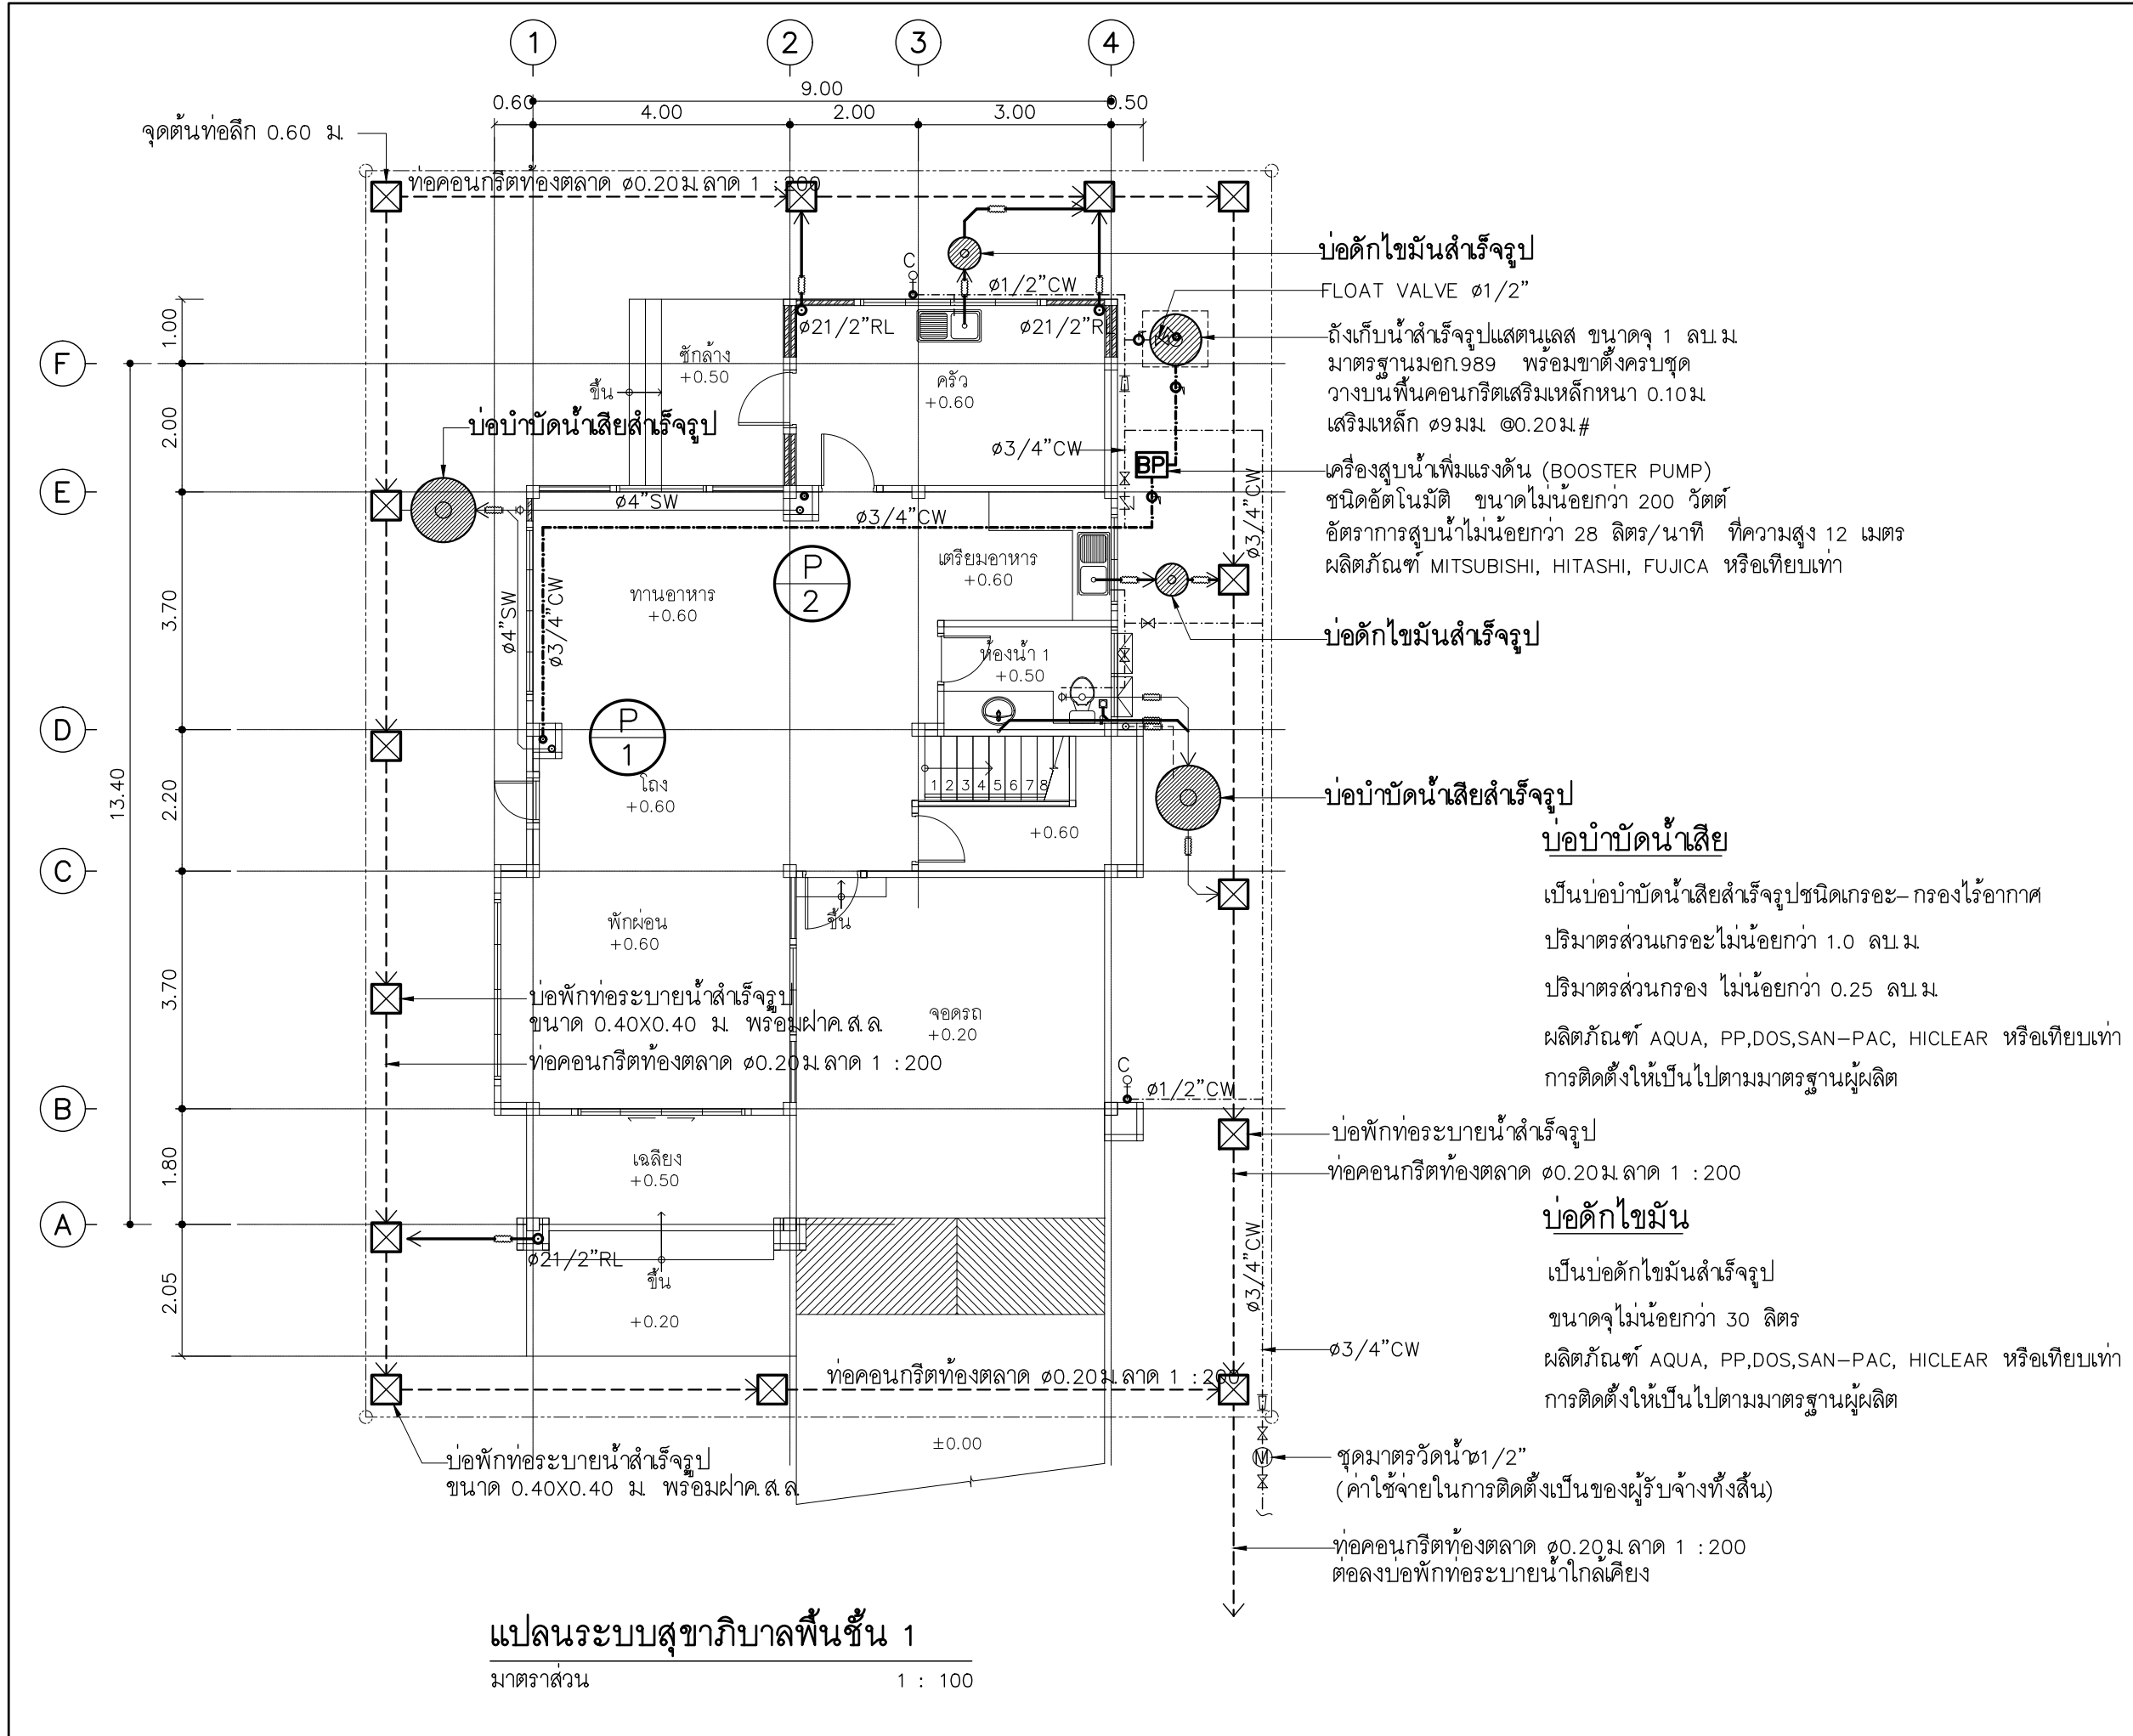 1
2
3
4
9.00
0.60
4.00
2.00
3.00
0.50
จุดต้นท่อลึก 0.60 ม.
ท่อคอนกรีตท้องตลาด ø0.20ม.ลาด 1 :200
บ่อดักไขมันสำเร็จรูป
C
ø1/2"CW
FLOAT VALVE ø1/2"
ø21/2"RL
ø21/2"RL
1.00
F
ถังเก็บน้ำสำเร็จรูปแสตนเลส ขนาดจุ 1 ลบ.ม.
มาตรฐานมอก.989 พร้อมขาตั้งครบชุด
วางบนพื้นคอนกรีตเสริมเหล็กหนา 0.10ม.
เสริมเหล็ก ø9มม. @0.20ม.#
ซักล้าง
+0.50
ครัว
+0.60
ขึ้น
2.00
บ่อบำบัดน้ำเสียสำเร็จรูป
ø3/4"CW
BP
เครื่องสูบน้ำเพิ่มแรงดัน (BOOSTER PUMP)
ชนิดอัตโนมัติ ขนาดไม่น้อยกว่า 200 วัตต์
อัตราการสูบน้ำไม่น้อยกว่า 28 ลิตร/นาที ที่ความสูง 12 เมตร
ผลิตภัณฑ์ MITSUBISHI, HITASHI, FUJICA หรือเทียบเท่า
E
ø4"SW
ø3/4"CW
ø3/4"CW
P
2
เตรียมอาหาร
+0.60
ทานอาหาร
+0.60
ø4"SW
ø3/4"CW
3.70
บ่อดักไขมันสำเร็จรูป
ห้องน้ำ 1
+0.50
D
P
1
โถง
+0.60
1 2 3 4 5 6 7 8
13.40
2.20
+0.60
บ่อบำบัดน้ำเสียสำเร็จรูป
บ่อบำบัดน้ำเสีย
C
เป็นบ่อบำบัดน้ำเสียสำเร็จรูปชนิดเกรอะ-กรองไร้อากาศ
ปริมาตรส่วนเกรอะไม่น้อยกว่า 1.0 ลบ.ม.
ปริมาตรส่วนกรอง ไม่น้อยกว่า 0.25 ลบ.ม.
ผลิตภัณฑ์ AQUA, PP,DOS,SAN-PAC, HICLEAR หรือเทียบเท่า
การติดตั้งให้เป็นไปตามมาตรฐานผู้ผลิต
พักผ่อน
+0.60
ขึ้น
3.70
บ่อพักท่อระบายน้ำสำเร็จรูป
ขนาด 0.40X0.40 ม. พร้อมฝาค.ส.ล.
ท่อคอนกรีตท้องตลาด ø0.20ม.ลาด 1 :200
จอดรถ
+0.20
C
ø1/2"CW
B
บ่อพักท่อระบายน้ำสำเร็จรูป
ท่อคอนกรีตท้องตลาด ø0.20ม.ลาด 1 :200
1.80
เฉลียง
+0.50
A
บ่อดักไขมัน
เป็นบ่อดักไขมันสำเร็จรูป
ขนาดจุไม่น้อยกว่า 30 ลิตร
ผลิตภัณฑ์ AQUA, PP,DOS,SAN-PAC, HICLEAR หรือเทียบเท่า
การติดตั้งให้เป็นไปตามมาตรฐานผู้ผลิต
ø21/2"RL
ขึ้น
2.05
+0.20
ø3/4"CW
ø3/4"CW
ท่อคอนกรีตท้องตลาด ø0.20ม.ลาด 1 :200
±0.00
บ่อพักท่อระบายน้ำสำเร็จรูป
ขนาด 0.40X0.40 ม. พร้อมฝาค.ส.ล.
M
ชุดมาตรวัดน้ำø1/2"
(ค่าใช้จ่ายในการติดตั้งเป็นของผู้รับจ้างทั้งสิ้น)
ท่อคอนกรีตท้องตลาด ø0.20ม.ลาด 1 :200
ต่อลงบ่อพักท่อระบายน้ำใกล้เคียง
แปลนระบบสุขาภิบาลพื้นชั้น 1
มาตราส่วน 1 : 100